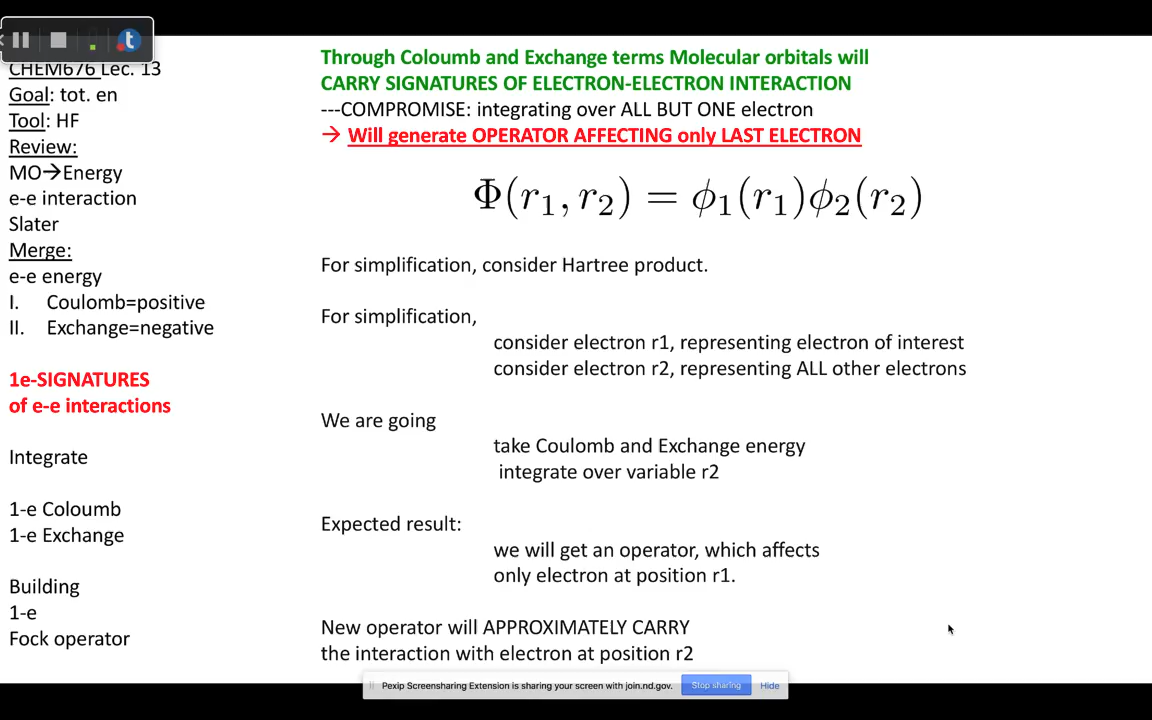 CHEM676 Lec. 13
Goal: tot. en
Tool: HF
Review:
MO→Energy
e-e interaction
Slater
Merge:
e-e energy
I. Coulomb=positive
II. Exchange=negative
1e-SIGNATURES
of e-e interactions
Integrate
1-e Coloumb
1-e Exchange
Building
1-e
Fock operator
Through Coloumb and Exchange terms Molecular orbitals will
CARRY SIGNATURES OF ELECTRON-ELECTRON INTERACTION
---COMPROMISE: integrating over ALL BUT ONE electron
→ Will generate OPERATOR AFFECTING only LAST ELECTRON
Φ(r₁, r₂) = ϕ₁(r₁)ϕ₂(r₂)
For simplification, consider Hartree product.
For simplification,
consider electron r1, representing electron of interest
consider electron r2, representing ALL other electrons
We are going
take Coulomb and Exchange energy
integrate over variable r2
Expected result:
we will get an operator, which affects
only electron at position r1.
New operator will APPROXIMATELY CARRY
the interaction with electron at position r2
Pexip Screensharing Extension is sharing your screen with join.nd.gov.
Stop sharing
Hide
t